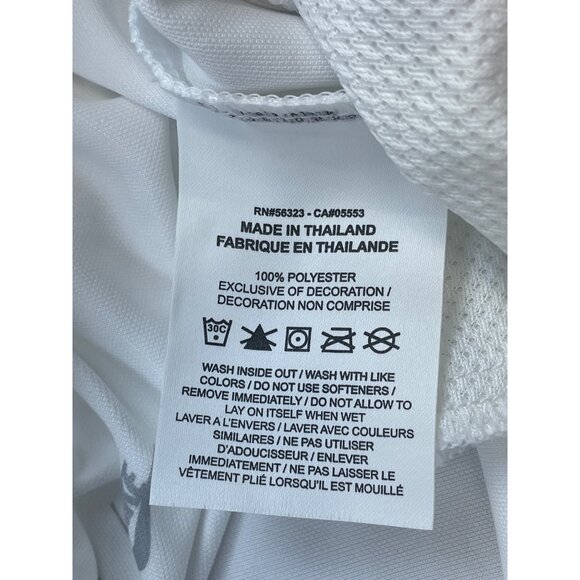 RN#56323 - CA#05553
MADE IN THAILAND
FABRIQUE EN THAILANDE
100% POLYESTER
EXCLUSIVE OF DECORATION /
DECORATION NON COMPRISE
30C
WASH INSIDE OUT / WASH WITH LIKE
COLORS / DO NOT USE SOFTENERS /
REMOVE IMMEDIATELY / DO NOT ALLOW TO
LAY ON ITSELF WHEN WET
LAVER A L'ENVERS / LAVER AVEC COULEURS
SIMILAIRES / NE PAS UTILISER
D'ADOUCISSEUR / ENLEVER
IMMEDIATEMENT / NE PAS LAISSER LE
VÊTEMENT PLIÉ LORSQU'IL EST MOUILLÉ